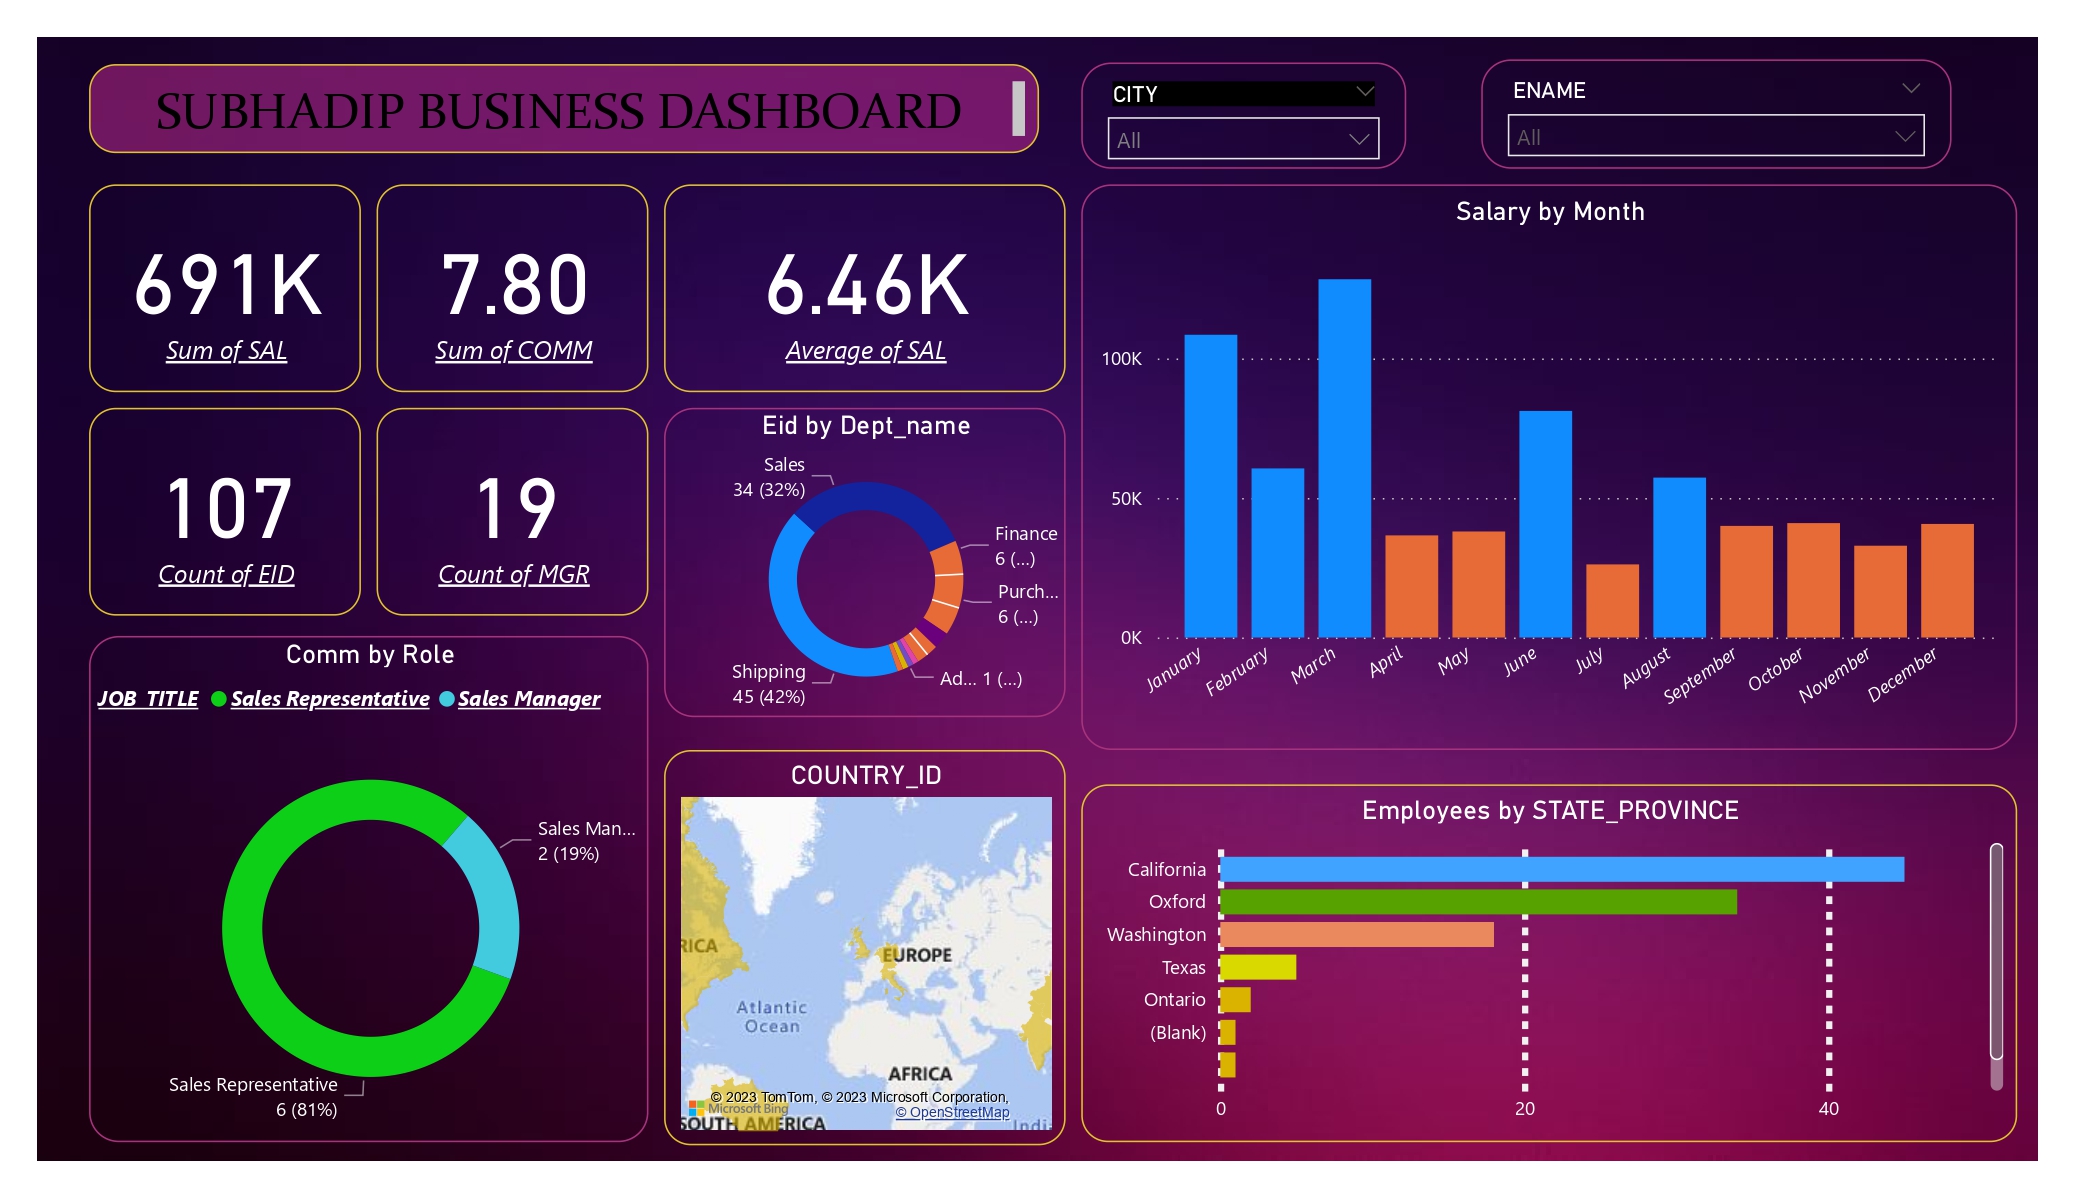 SUBHADIP BUSINESS DASHBOARD
CITY
All
ENAME
All
691K
Sum of SAL
7.80
Sum of COMM
6.46K
Average of SAL
107
Count of EID
19
Count of MGR
Eid by Dept_name
Sales
34 (32%)
Finance
6 (...)
Purch...
6 (...)
Ad... 1 (...)
Shipping
45 (42%)
Salary by Month
100K
50K
0K
January
February
March
April
May
June
July
August
September
October
November
December
Comm by Role
JOB_TITLE Sales Representative Sales Manager
Sales Man...
2 (19%)
Sales Representative
6 (81%)
COUNTRY_ID
RICA
EUROPE
Atlantic
Ocean
AFRICA
© 2023 TomTom, © 2023 Microsoft Corporation,
Microsoft Bing
© OpenStreetMap
SOUTH AMERICA
Indi
Employees by STATE_PROVINCE
California
Oxford
Washington
Texas
Ontario
(Blank)
0
20
40